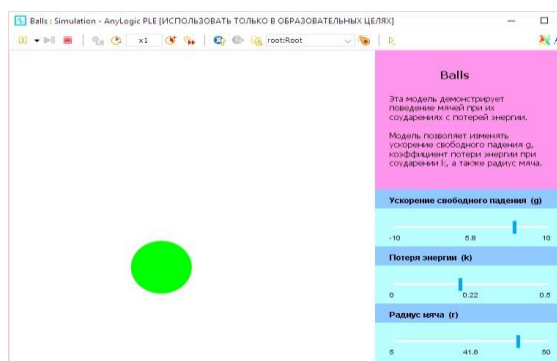 Balls : Simulation - AnyLogic PLE [ИСПОЛЬЗОВАТЬ ТОЛЬКО В ОБРАЗОВАТЕЛЬНЫХ ЦЕЛЯХ]
x1
root:Root
Balls
Эта модель демонстрирует
поведение мячей при их
соударениях с потерей энергии.
Модель позволяет изменять
ускорение свободного падения g,
коэффициент потери энергии при
соударении k, а также радиус мяча.
Ускорение свободного падения (g)
-10 5.8 10
Потеря энергии (k)
0 0.22 0.5
Радиус мяча (r)
5 41.6 50